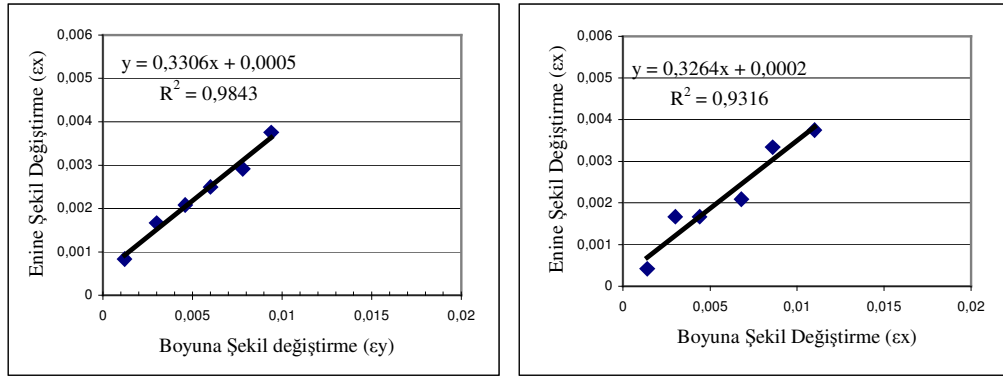 0,006
0,005
0,004
0,003
0,002
0,001
0
y = 0,3306x + 0,0005
R² = 0,9843
0 0,005 0,01 0,015 0,02
Enine Şekil Değiştirme (εx)
Boyuna Şekil değiştirme (εy)
0,006
0,005
0,004
0,003
0,002
0,001
0
y = 0,3264x + 0,0002
R² = 0,9316
0 0,005 0,01 0,015 0,02
Enine Şekil Değiştirme (εx)
Boyuna Şekil Değiştirme (εx)